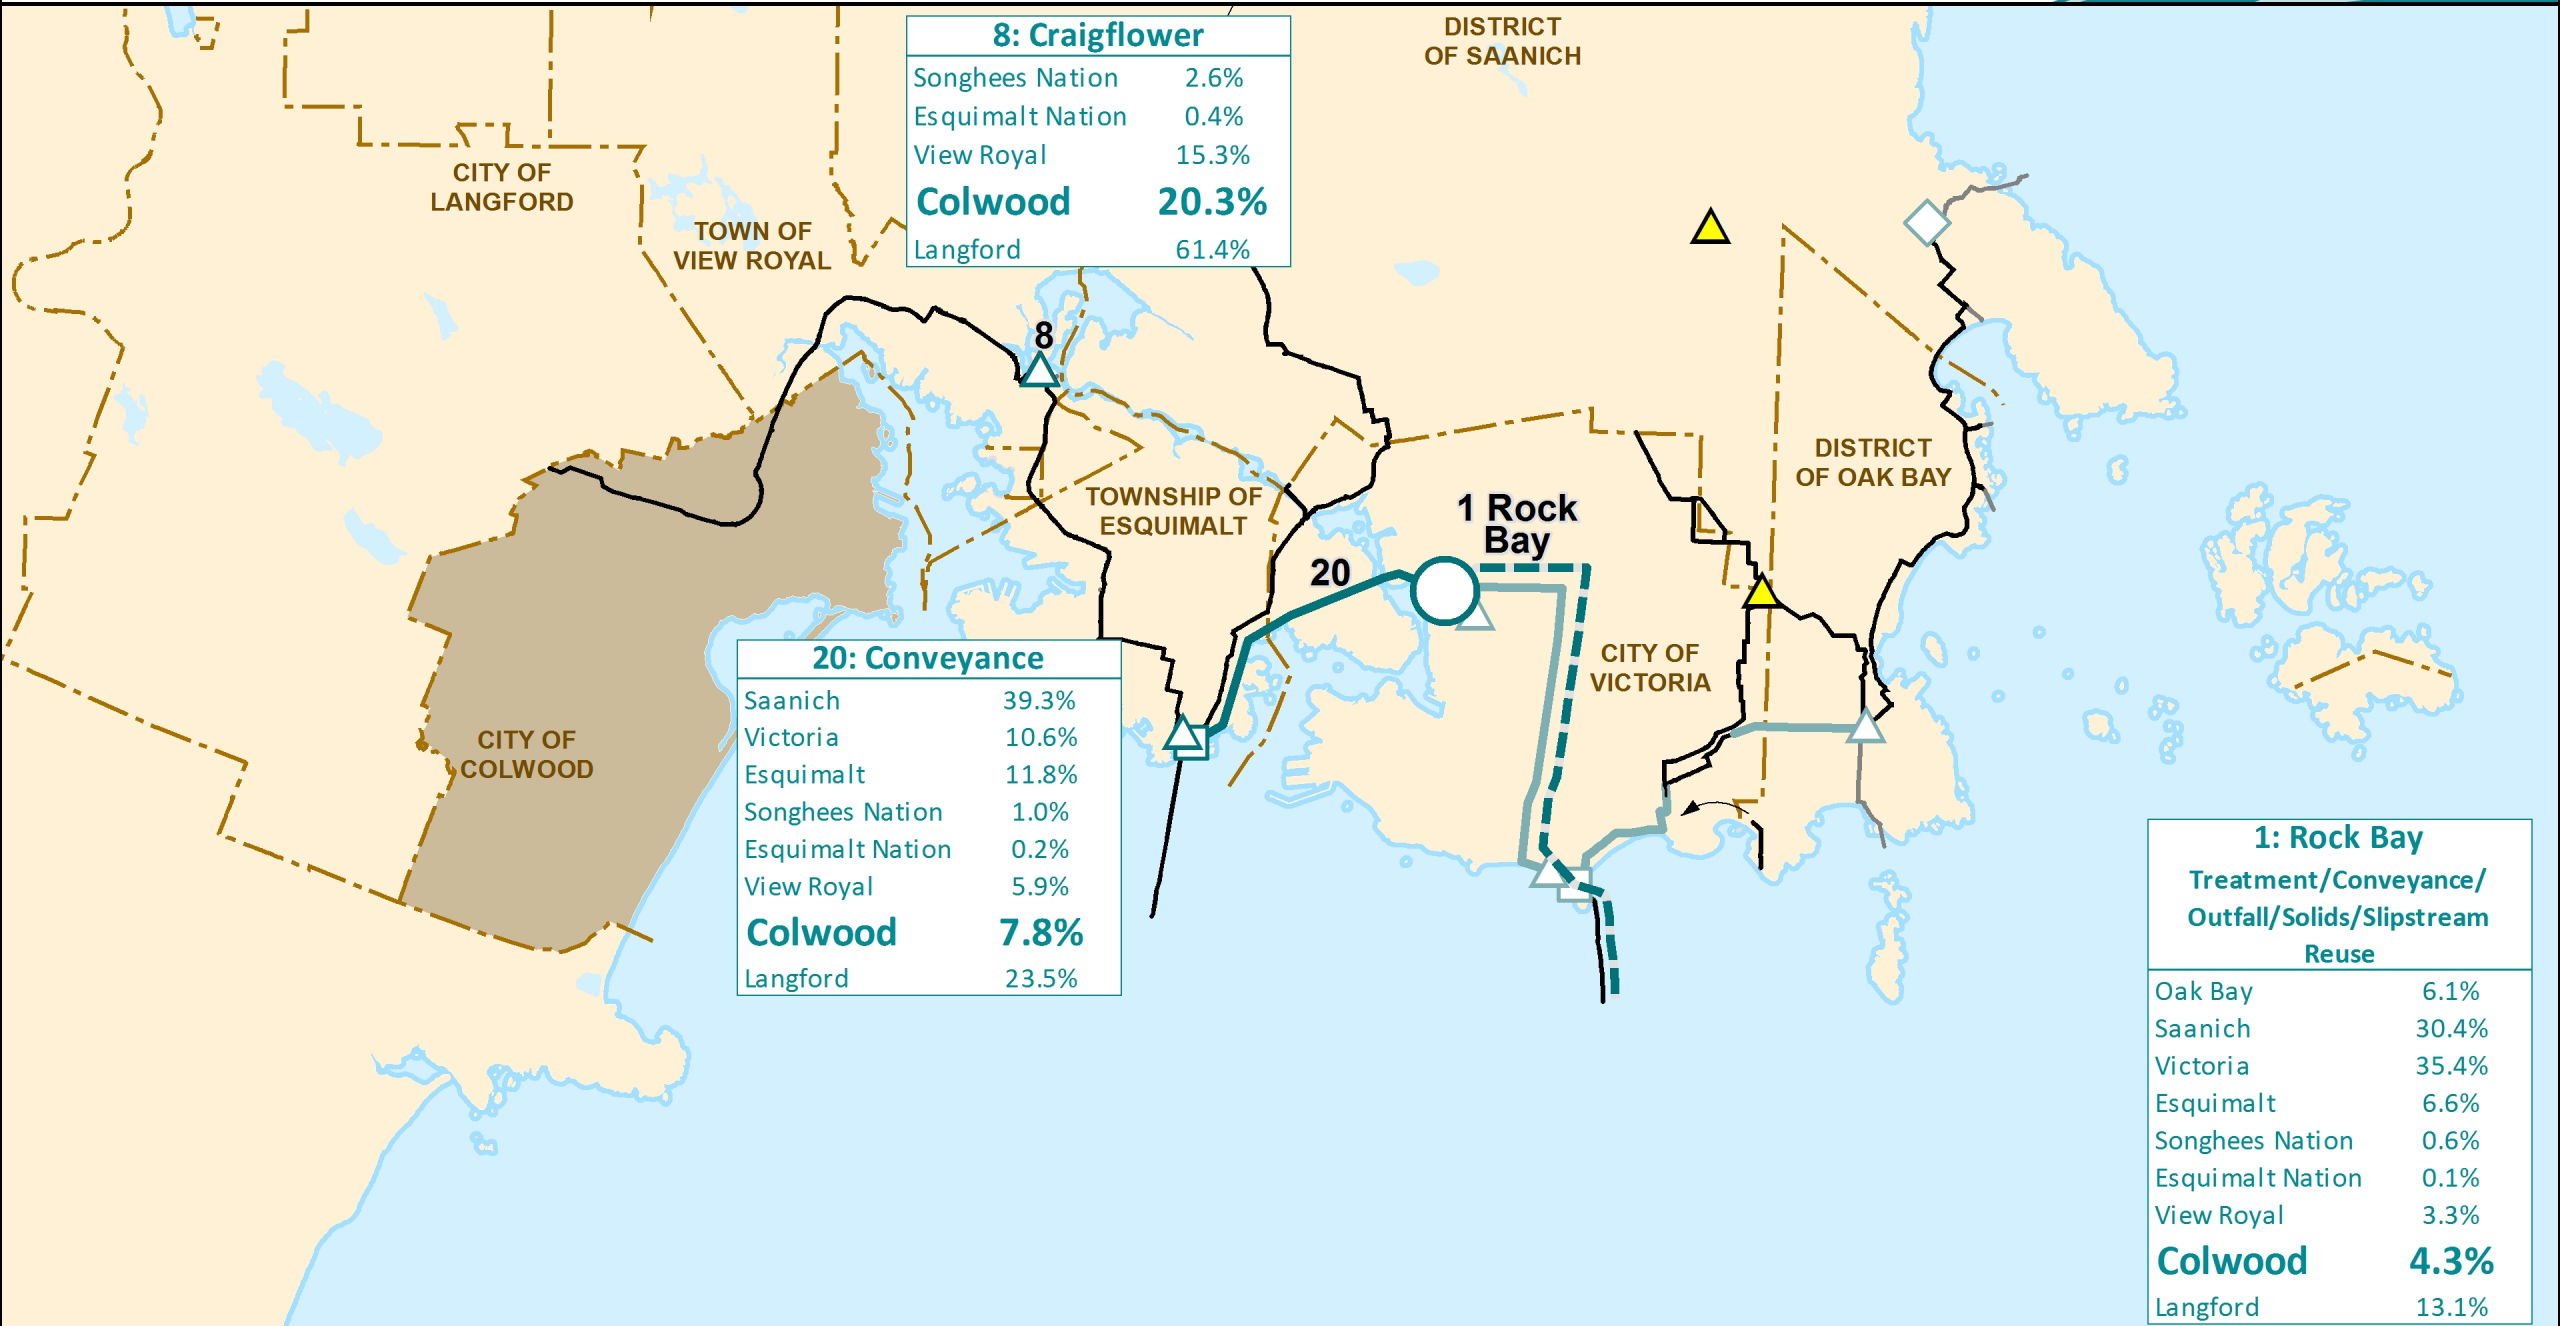 8: Craigflower
Songhees Nation 2.6%
Esquimalt Nation 0.4%
View Royal 15.3%
Colwood 20.3%
Langford 61.4%
DISTRICT
OF SAANICH
CITY OF
LANGFORD
TOWN OF
VIEW ROYAL
8
DISTRICT
OF OAK BAY
TOWNSHIP OF
ESQUIMALT
1 Rock
Bay
20
CITY OF
VICTORIA
CITY OF
COLWOOD
20: Conveyance
Saanich 39.3%
Victoria 10.6%
Esquimalt 11.8%
Songhees Nation 1.0%
Esquimalt Nation 0.2%
View Royal 5.9%
Colwood 7.8%
Langford 23.5%
1: Rock Bay
Treatment/Conveyance/
Outfall/Solids/Slipstream
Reuse
Oak Bay 6.1%
Saanich 30.4%
Victoria 35.4%
Esquimalt 6.6%
Songhees Nation 0.6%
Esquimalt Nation 0.1%
View Royal 3.3%
Colwood 4.3%
Langford 13.1%